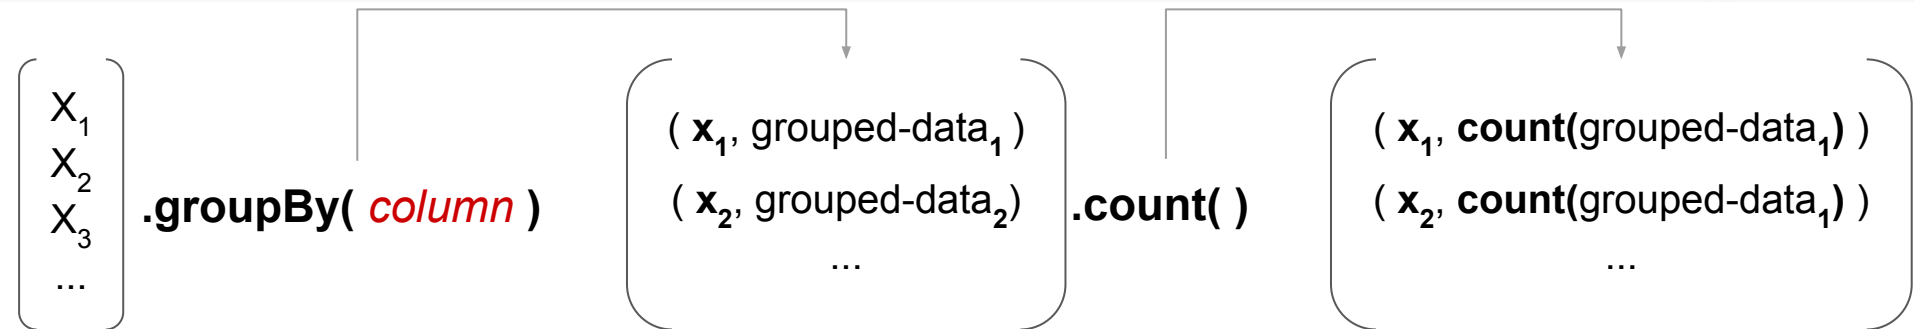 X₁
X₂
X₃
...
.groupBy( column )
( x₁, grouped-data₁ )
( x₂, grouped-data₂)
...
.count( )
( x₁, count(grouped-data₁) )
( x₂, count(grouped-data₁) )
...